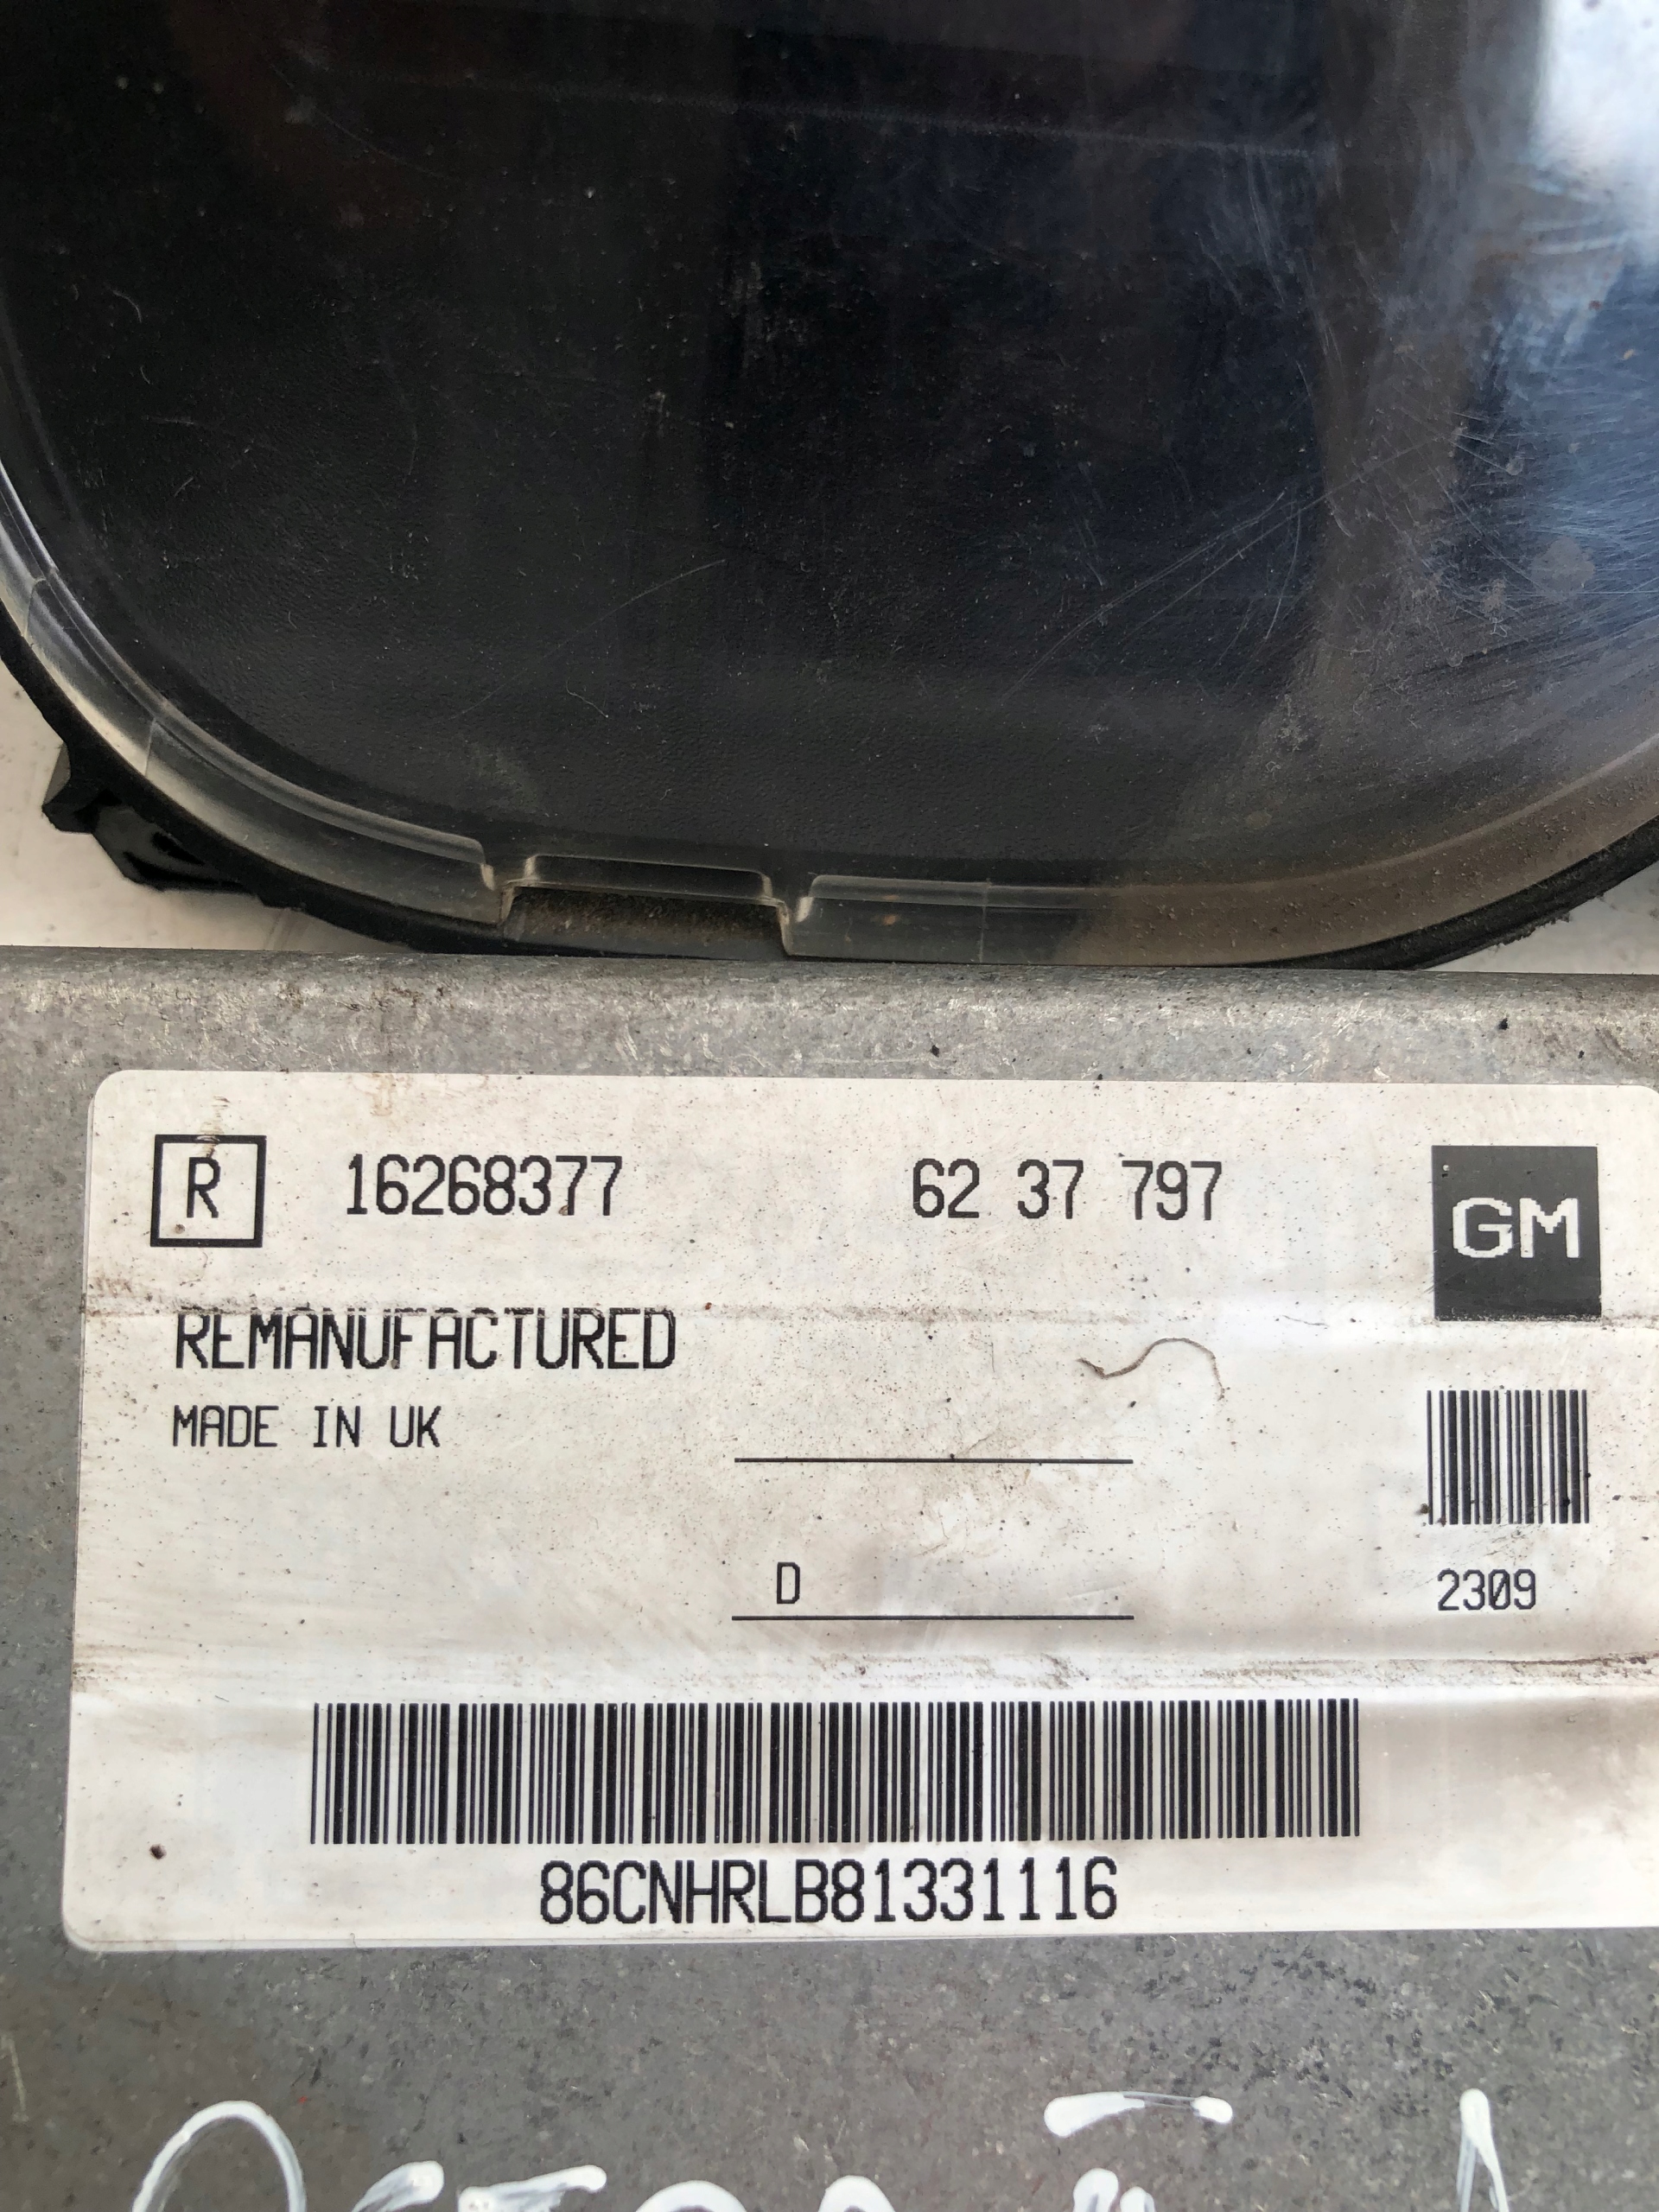 R 16268377 62 37 797 GM
REMANUFACTURED
MADE IN UK
D
2309
86CNHRLB81331116